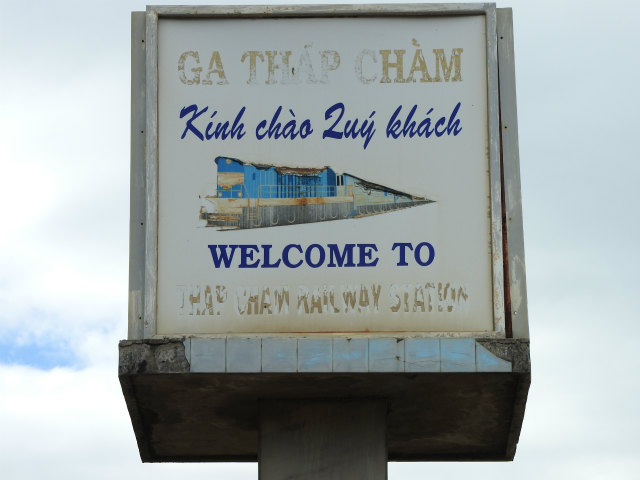 GA THÁP CHÀM
Kính chào Quý khách
WELCOME TO
THAP CHAM RAILWAY STATION